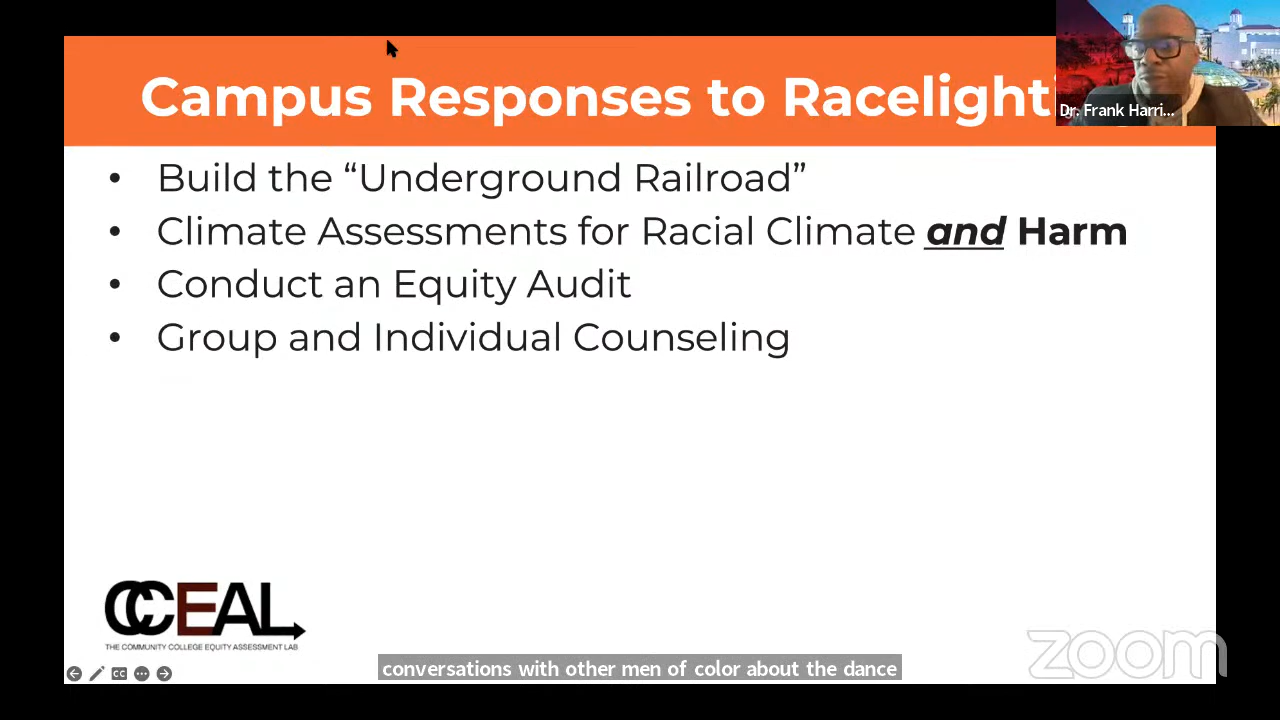 Campus Responses to Racelighti
Dr. Frank Harri...
• Build the “Underground Railroad”
• Climate Assessments for Racial Climate and Harm
• Conduct an Equity Audit
• Group and Individual Counseling
CCEAL
THE COMMUNITY COLLEGE EQUITY ASSESSMENT LAB
zoom
CC
conversations with other men of color about the dance